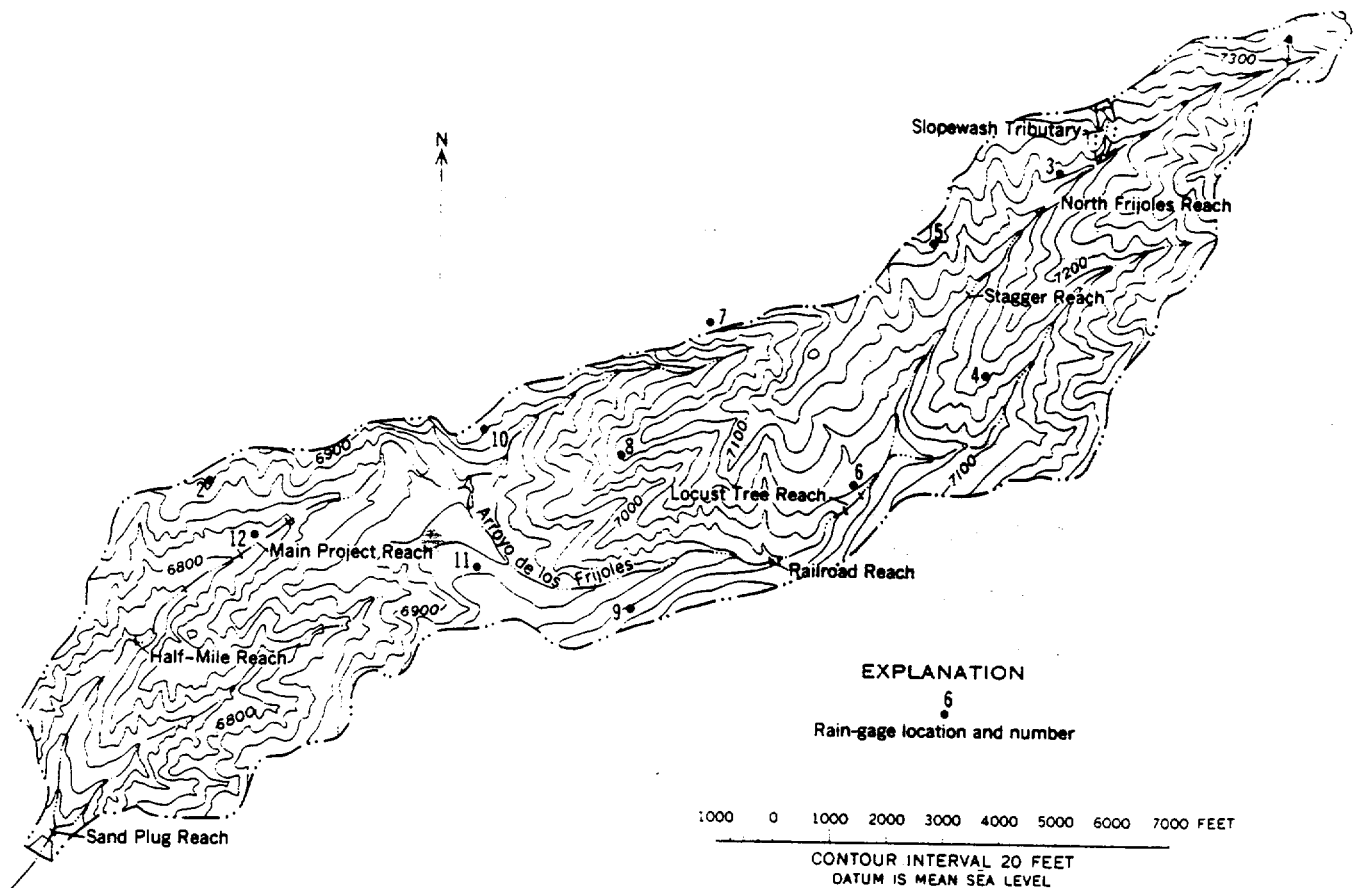 7300
Slopewash Tributary
3
North Frijoles Reach
N
5
7200
Stagger Reach
7
4
10
6900
8
7100
6
7100
2
Locust Tree Reach
7000
Arroyo de los Frijoles
12
Main Project Reach
6800
11
Railroad Reach
9
6900
Half-Mile Reach
6800
EXPLANATION
6
Rain-gage location and number
Sand Plug Reach
1000 0 1000 2000 3000 4000 5000 6000 7000 FEET
CONTOUR INTERVAL 20 FEET
DATUM IS MEAN SEA LEVEL